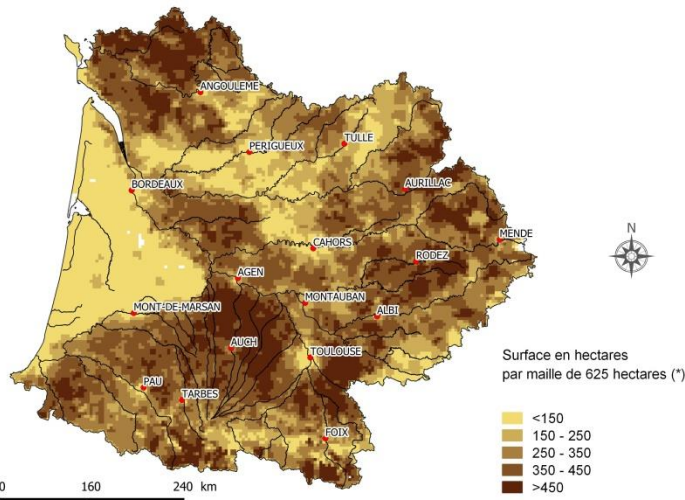 ANGOULEME
PERIGUEUX
TULLE
BORDEAUX
AURILLAC
MENDE
CAHORS
RODEZ
AGEN
MONTAUBAN
MONT-DE-MARSAN
ALBI
AUCH
TOULOUSE
PAU
TARBES
FOIX
N
Surface en hectares
par maille de 625 hectares (*)
<150
150 - 250
250 - 350
350 - 450
>450
0 160 240 km